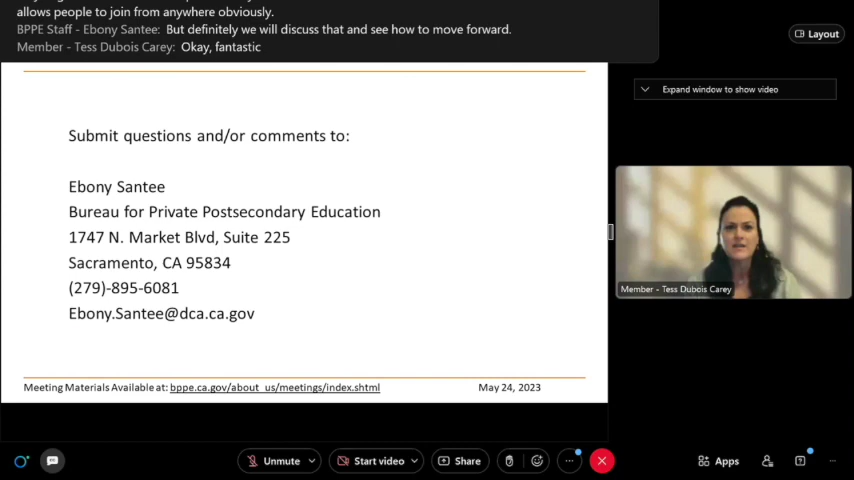 allows people to join from anywhere obviously.
BPPE Staff - Ebony Santee: But definitely we will discuss that and see how to move forward.
Member - Tess Dubois Carey: Okay, fantastic
Layout
Expand window to show video
Submit questions and/or comments to:
Ebony Santee
Bureau for Private Postsecondary Education
1747 N. Market Blvd, Suite 225
Sacramento, CA 95834
(279)-895-6081
Ebony.Santee@dca.ca.gov
Member - Tess Dubois Carey
Meeting Materials Available at: bppe.ca.gov/about_us/meetings/index.shtml
May 24, 2023
Unmute
Start video
Share
Apps